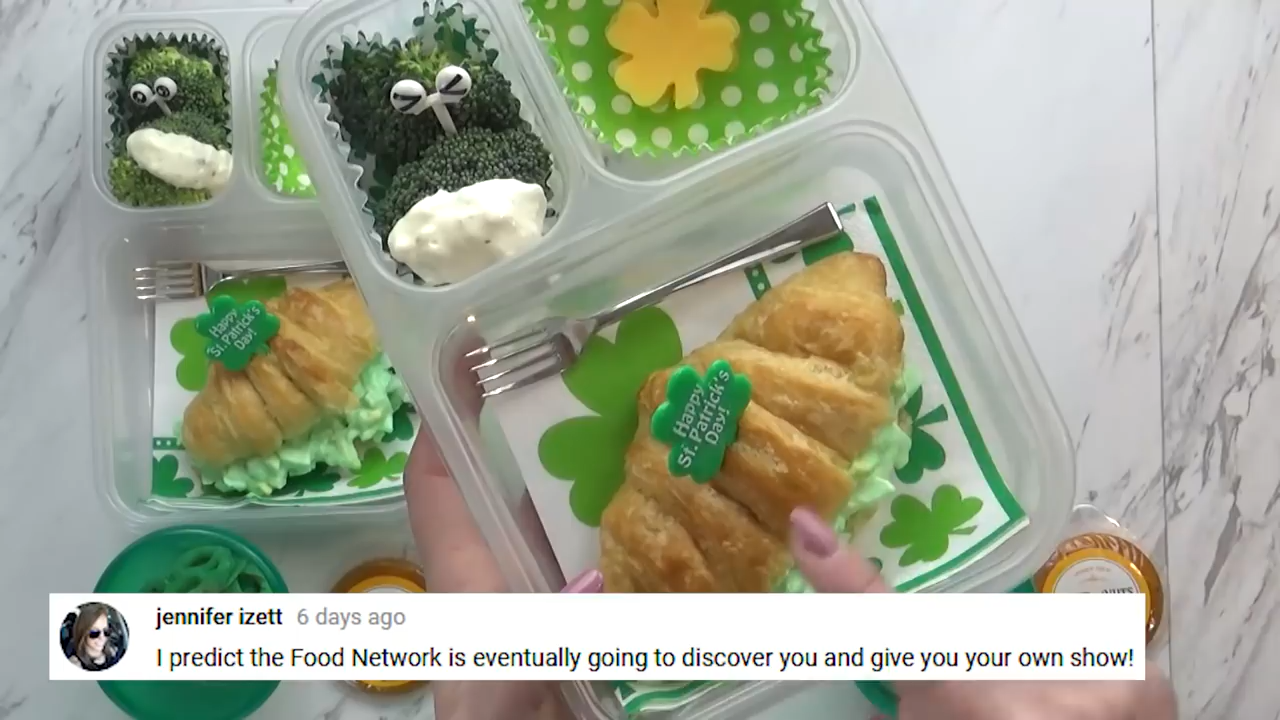 Happy
St. Patrick's
Day!
Happy
St. Patrick's
Day!
jennifer izett 6 days ago
I predict the Food Network is eventually going to discover you and give you your own show!